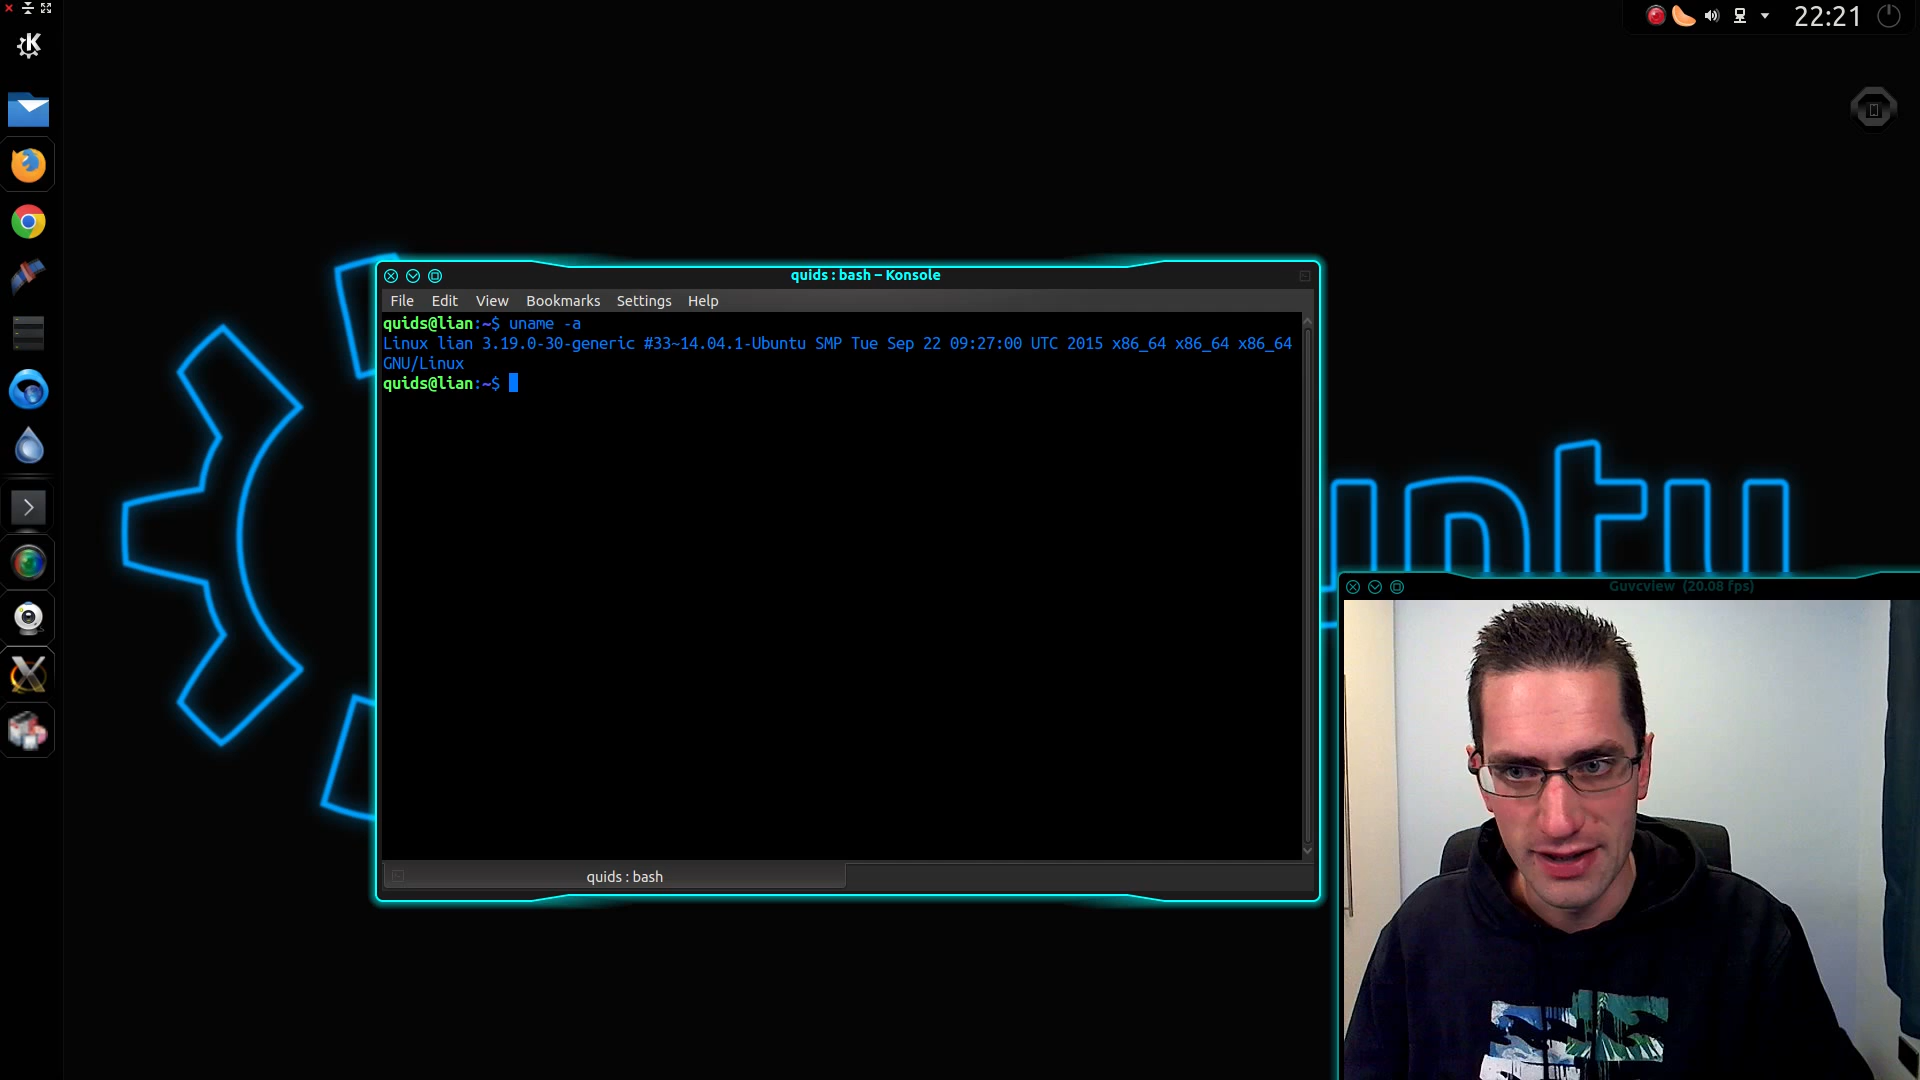 22:21
quids : bash – Konsole
File Edit View Bookmarks Settings Help
quids@lian:~$ uname -a
Linux lian 3.19.0-30-generic #33~14.04.1-Ubuntu SMP Tue Sep 22 09:27:00 UTC 2015 x86_64 x86_64 x86_64
GNU/Linux
quids@lian:~$
untu
Guvcview (20.08 fps)
quids : bash